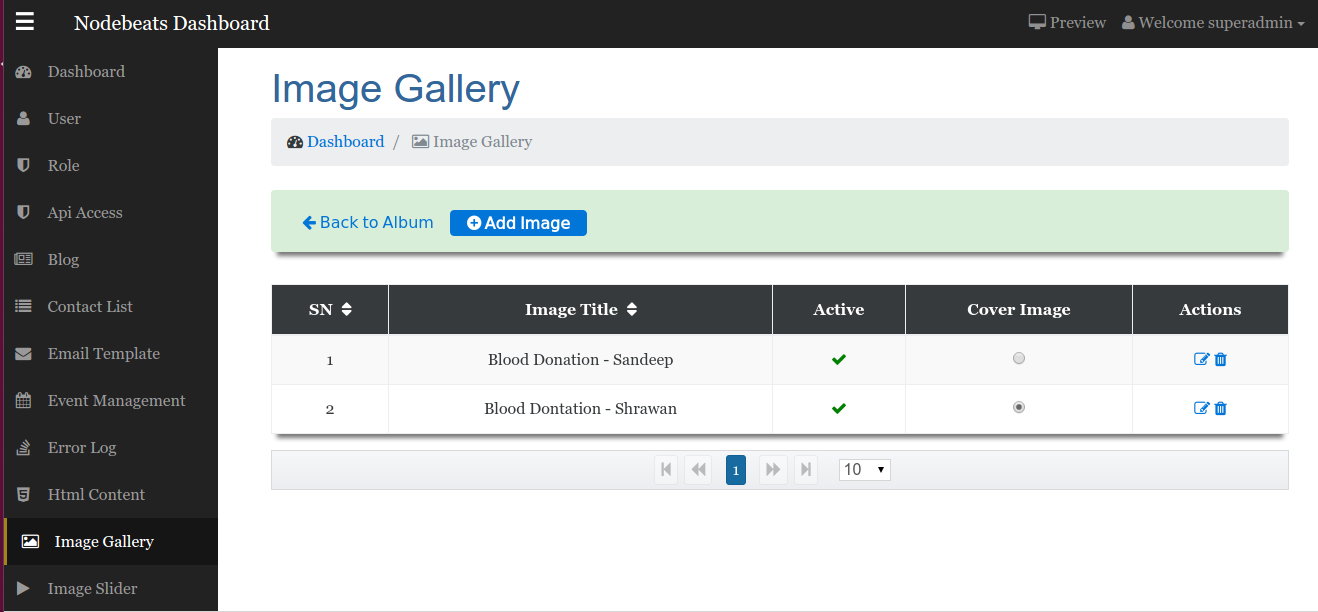 Nodebeats Dashboard
Preview Welcome superadmin
Dashboard
User
Role
Api Access
Blog
Contact List
Email Template
Event Management
Error Log
Html Content
Image Gallery
Image Slider
Image Gallery
Dashboard / Image Gallery
Back to Album Add Image
SN Image Title Active Cover Image Actions
1 Blood Donation - Sandeep
2 Blood Dontation - Shrawan
1 10